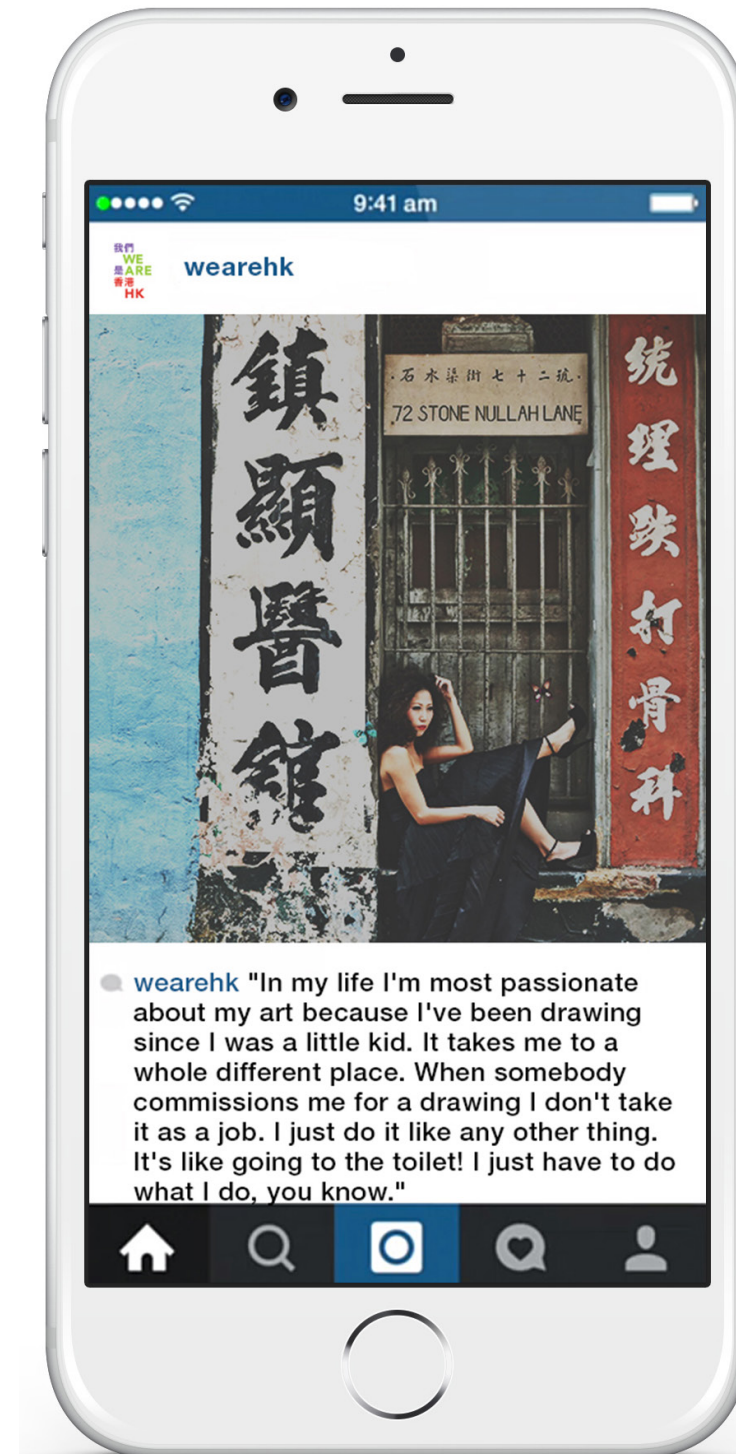 9:41 am
我們
WE
是ARE
香港
HK
wearehk
鎮顯醫館
石水渠街七十二號
72 STONE NULLAH LANE
统理跌打骨科
wearehk "In my life I'm most passionate
about my art because I've been drawing
since I was a little kid. It takes me to a
whole different place. When somebody
commissions me for a drawing I don't take
it as a job. I just do it like any other thing.
It's like going to the toilet! I just have to do
what I do, you know."